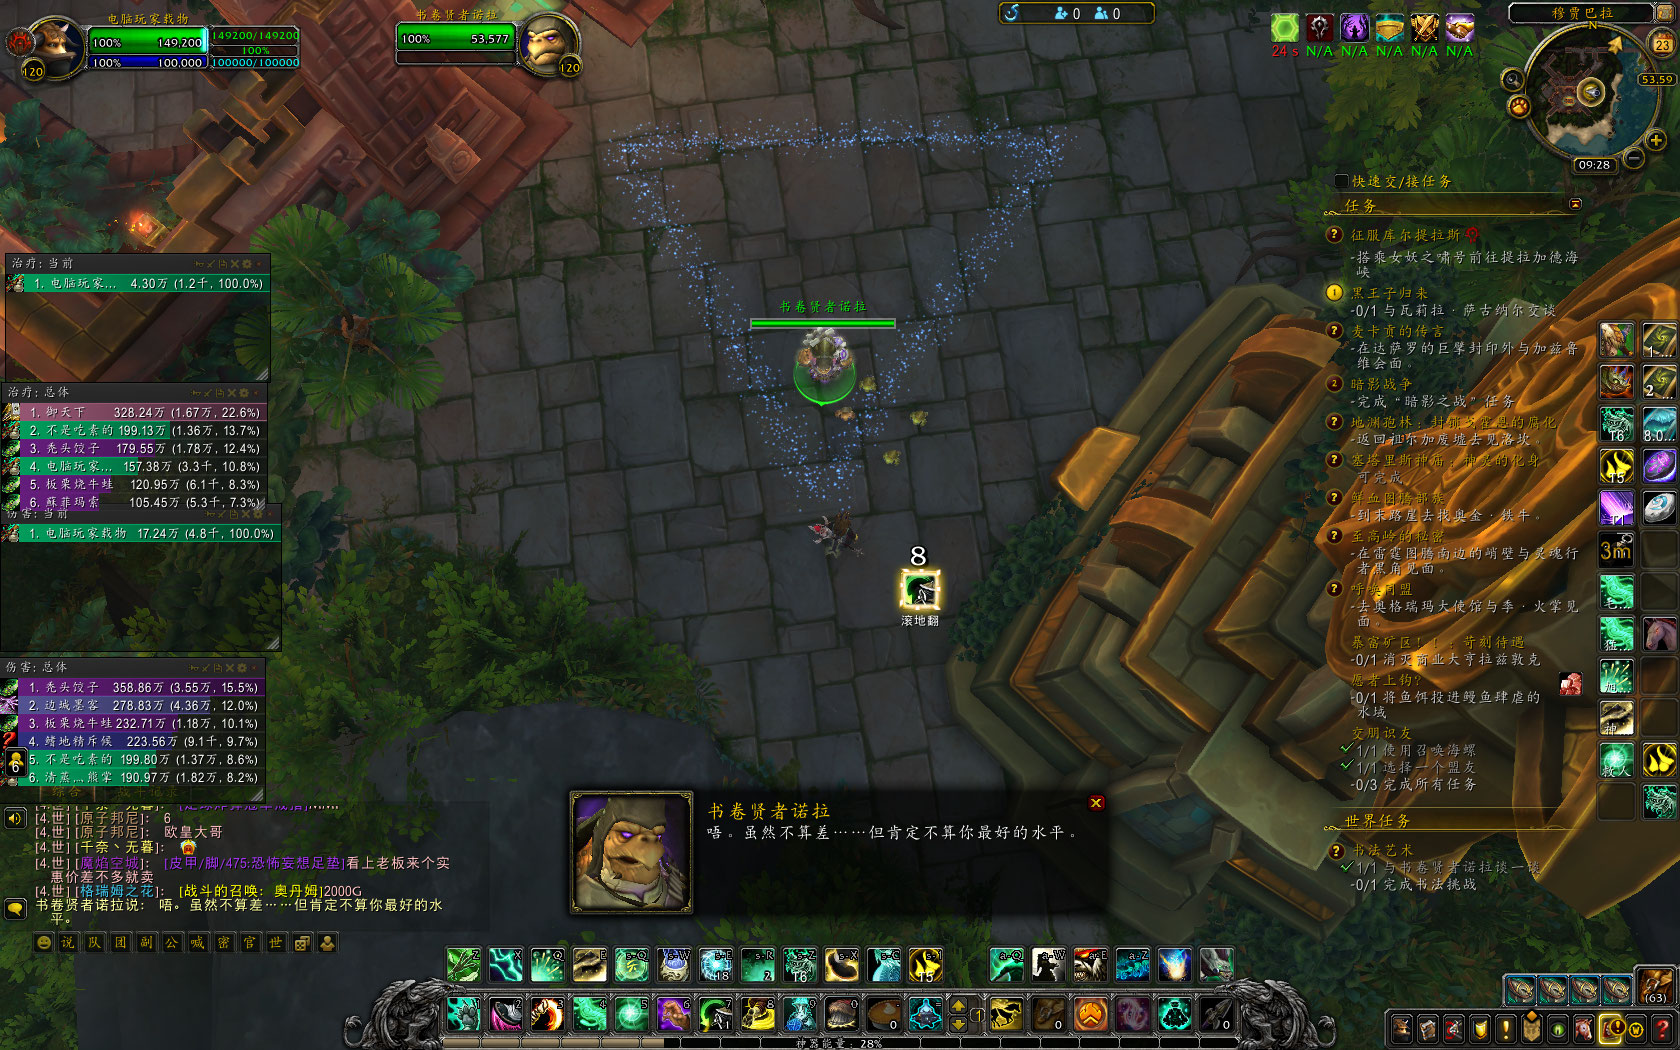 电脑玩家载物
100%
149,200
149200/149200
100%
100%
100,000
100000/100000
120
书卷贤者诺拉
100%
53,577
120
0
0
24 s
N/A
N/A
N/A
N/A
N/A
穆贾巴拉
N
23
53,59
09:28
快速交/接任务
任务
征服库尔提拉斯
-搭乘女妖之啸号前往提拉加德海峡
黑王子归来
-0/1 与瓦莉拉·萨古纳尔交谈
麦卡贡的传言
-在达萨罗的巨擘封印外与加兹鲁维会面。
暗影战争
-完成“暗影之战”任务
-返回祖尔加废墟去见洛坎。
塞塔里斯神庙：神灵的化身
可完成
鲜血图腾部族
-到末路崖去找奥金·铁牛。
至高岭的秘密
-在雷霆图腾南边的峭壁与灵魂行者黑角见面。
呼唤同盟
-去奥格瑞玛大使馆与季·火掌见面。
暴富矿区！！：苛刻待遇
-0/1 消灭商业大亨拉兹敦克
愿者上钩？
-0/1 将鱼饵投进鳗鱼肆虐的水域
交朋识友
1/1 使用召唤海螺
1/1 选择一个盟友
-0/3 完成所有任务
世界任务
书法艺术
1/1 与书卷贤者诺拉谈一谈
-0/1 完成书法挑战
治疗: 当前
1. 电脑玩家... 4.30万 (1.2千, 100.0%)
治疗: 总体
1. 御天下 328.24万 (1.67万, 22.6%)
2. 不是吃素的 199.13万 (1.36万, 13.7%)
3. 秃头饺子 179.55万 (1.78万, 12.4%)
4. 电脑玩家... 157.38万 (3.3千, 10.8%)
5. 板栗烧牛蛙 120.95万 (6.1千, 8.3%)
6. 蘇菲玛索 105.45万 (5.3千, 7.3%)
伤害: 当前
1. 电脑玩家载物 17.24万 (4.8千, 100.0%)
伤害: 总体
1. 秃头饺子 358.86万 (3.55万, 15.5%)
2. 边城墨客 278.83万 (4.36万, 12.0%)
3. 板栗烧牛蛙 232.71万 (1.18万, 10.1%)
4. 鳍地精斥候 223.56万 (9.1千, 9.7%)
5. 不是吃素的 199.80万 (1.37万, 8.6%)
6. 清蒸灬熊掌 190.97万 (1.82万, 8.2%)
书卷贤者诺拉
8
滚地翻
[4.世] [原子邦尼]： 6
[4.世] [原子邦尼]： 欧皇大哥
[4.世] [千奈丶无暮]：
[4.世] [魔焰空城]： [皮甲/脚/475:恐怖妄想足垫]看上老板来个实惠价差不多就卖
[4.世] [格瑞姆之花]： [战斗的召唤：奥丹姆]2000G
书卷贤者诺拉说： 唔。虽然不算差……但肯定不算你最好的水平。
说 队 团 副 公 喊 密 官 世
书卷贤者诺拉
唔。虽然不算差……但肯定不算你最好的水平。
神器能量：28%
(63)